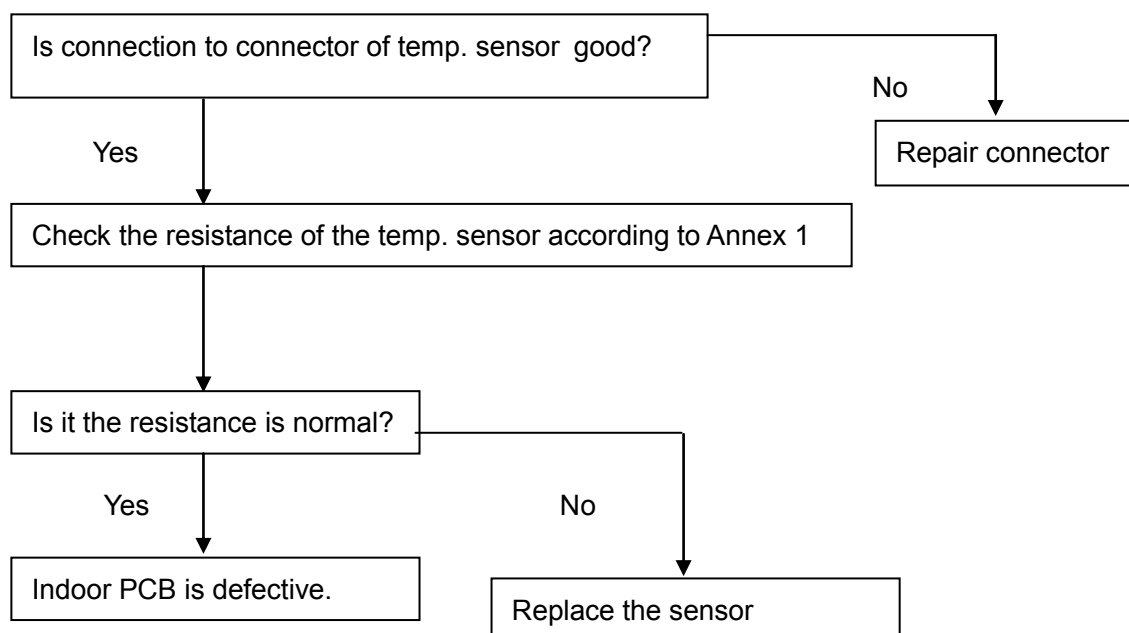 Is connection to connector of temp. sensor good?
No
Yes
Repair connector
Check the resistance of the temp. sensor according to Annex 1
Is it the resistance is normal?
Yes
No
Indoor PCB is defective.
Replace the sensor